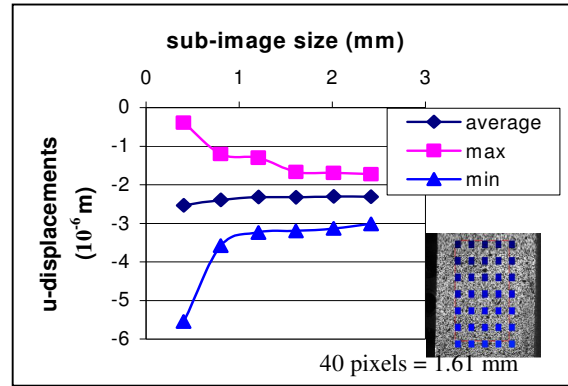 sub-image size (mm)
0 1 2 3
0
-1
-2
-3
-4
-5
-6
u-displacements
(10⁻⁶ m)
average
max
min
40 pixels = 1.61 mm